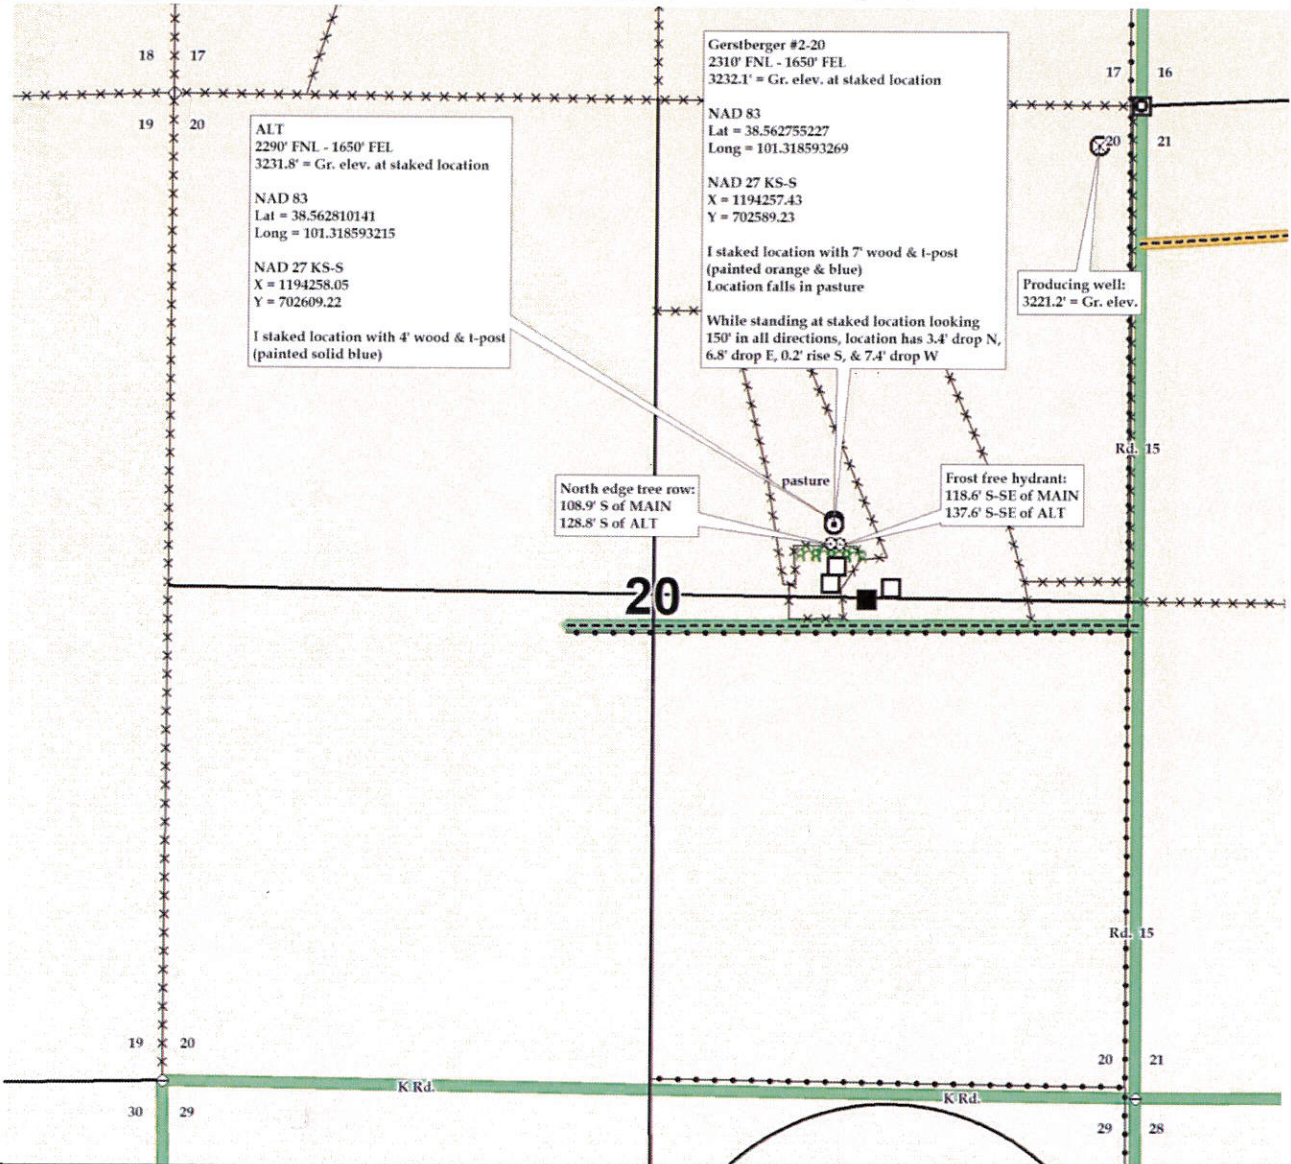 18 17
17 16
19 20
20 21
ALT
2290' FNL - 1650' FEL
3231.8' = Gr. elev. at staked location
NAD 83
Lat = 38.562810141
Long = 101.318593215
NAD 27 KS-S
X = 1194258.05
Y = 702609.22
I staked location with 4' wood & t-post
(painted solid blue)
Gerstberger #2-20
2310' FNL - 1650' FEL
3232.1' = Gr. elev. at staked location
NAD 83
Lat = 38.562755227
Long = 101.318593269
NAD 27 KS-S
X = 1194257.43
Y = 702589.23
I staked location with 7' wood & t-post
(painted orange & blue)
Location falls in pasture
While standing at staked location looking
150' in all directions, location has 3.4' drop N,
6.8' drop E, 0.2' rise S, & 7.4' drop W
Producing well:
3221.2' = Gr. elev.
Rd. 15
pasture
North edge tree row:
108.9' S of MAIN
128.8' S of ALT
Frost free hydrant:
118.6' S-SE of MAIN
137.6' S-SE of ALT
20
Rd. 15
19 20
20 21
K Rd.
K Rd.
30 29
29 28